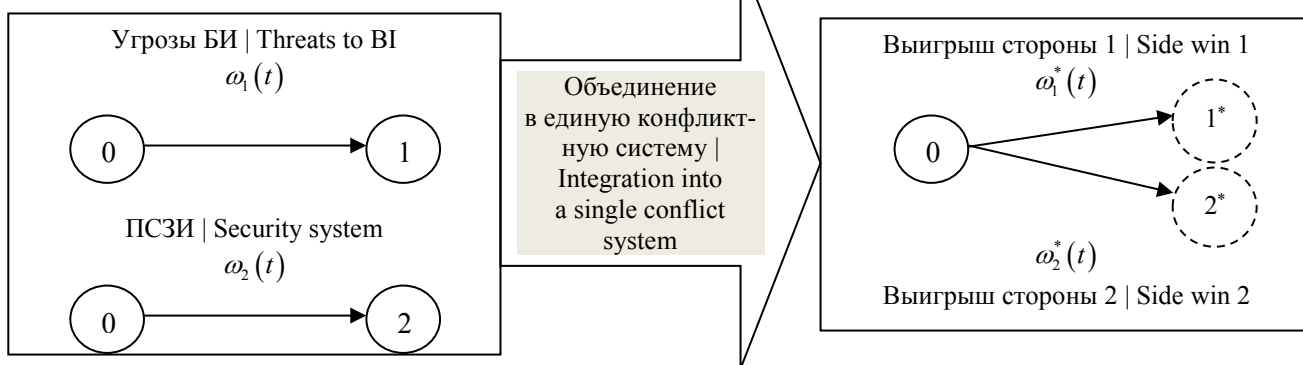 Угрозы БИ | Threats to BI
ω₁(t)
0
1
ПСЗИ | Security system
ω₂(t)
0
2
Объединение
в единую конфликт-
ную систему |
Integration into
a single conflict
system
Выигрыш стороны 1 | Side win 1
ω₁*(t)
0
1*
2*
ω₂*(t)
Выигрыш стороны 2 | Side win 2